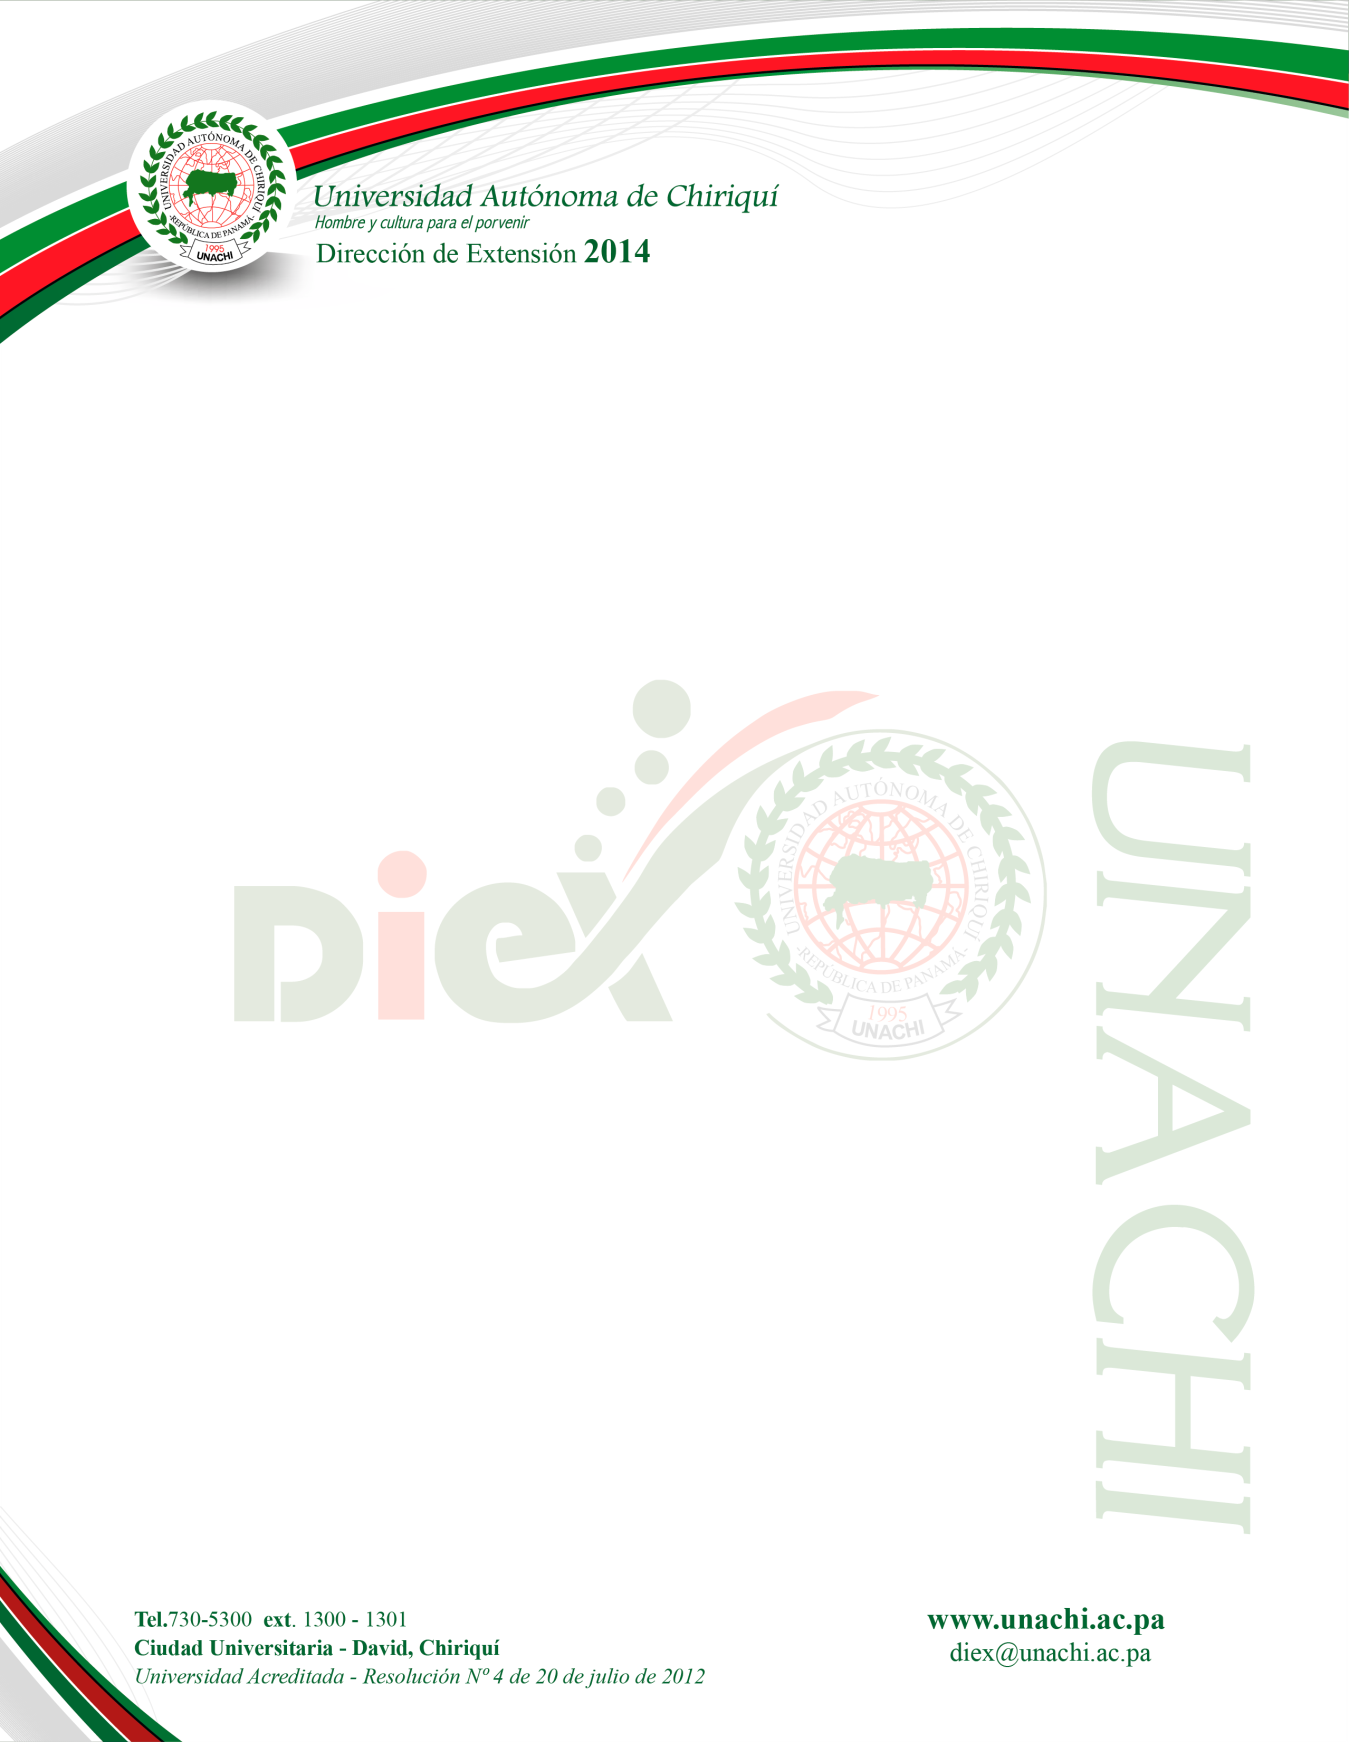 UNIVERSIDAD AUTÓNOMA DE CHIRIQUÍ
-REPÚBLICA DE PANAMÁ-
1995
UNACHI
Universidad Autónoma de Chiriquí
Hombre y cultura para el porvenir
Dirección de Extensión 2014
Diex
UNIVERSIDAD AUTÓNOMA DE CHIRIQUÍ
-REPÚBLICA DE PANAMÁ-
1995
UNACHI
UNACHI
Tel.730-5300 ext. 1300 - 1301
Ciudad Universitaria - David, Chiriquí
Universidad Acreditada - Resolución Nº 4 de 20 de julio de 2012
www.unachi.ac.pa
diex@unachi.ac.pa